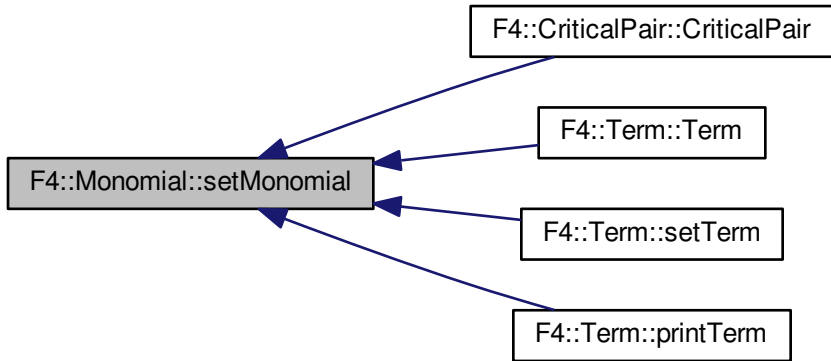 F4::CriticalPair::CriticalPair
F4::Term::Term
F4::Monomial::setMonomial
F4::Term::setTerm
F4::Term::printTerm